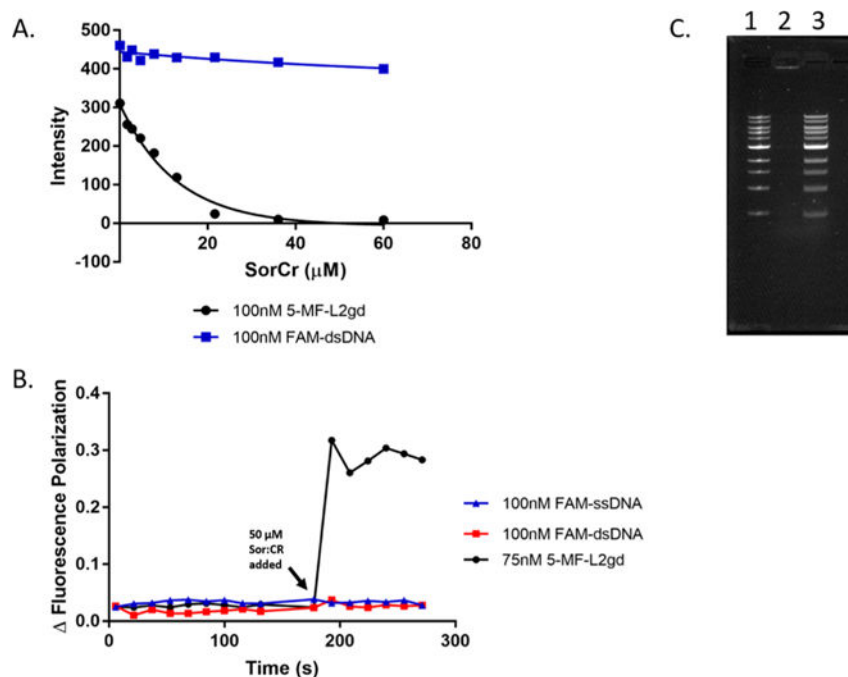 A.
500
400
300
200
100
0
-100
Intensity
0 20 40 60 80
SorCr (μM)
100nM 5-MF-L2gd
100nM FAM-dsDNA
B.
0.4
0.3
0.2
0.1
0.0
Δ Fluorescence Polarization
50 μM
Sor:CR
added
0 100 200 300
Time (s)
100nM FAM-ssDNA
100nM FAM-dsDNA
75nM 5-MF-L2gd
C.
1 2 3